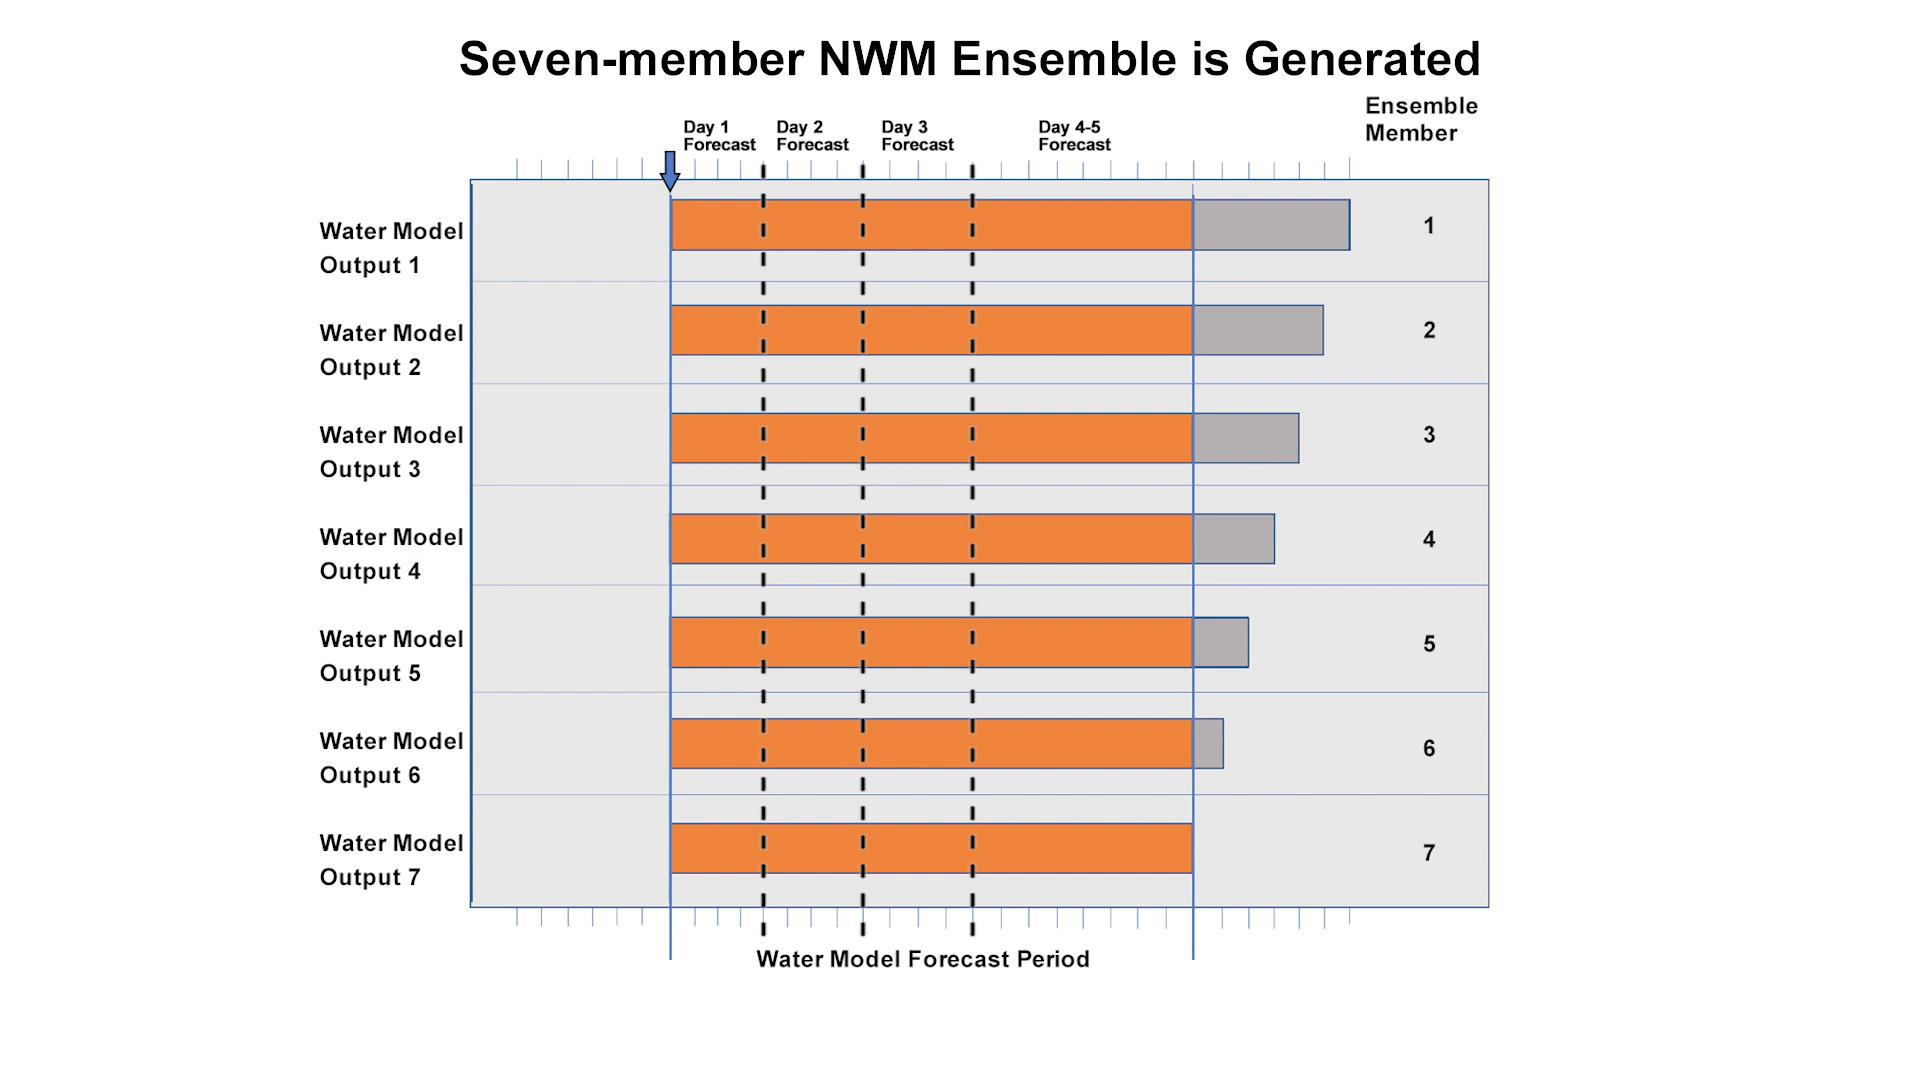 Seven-member NWM Ensemble is Generated
Ensemble
Member
Day 1
Forecast
Day 2
Forecast
Day 3
Forecast
Day 4-5
Forecast
Water Model
Output 1
1
Water Model
Output 2
2
Water Model
Output 3
3
Water Model
Output 4
4
Water Model
Output 5
5
Water Model
Output 6
6
Water Model
Output 7
7
Water Model Forecast Period